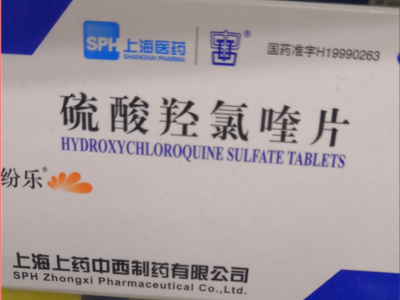 SPH 上海医药 国药准字H19990263
SHANGHAI PHARMA
硫酸羟氯喹片
HYDROXYCHLOROQUINE SULFATE TABLETS
纷乐®
上海上药中西制药有限公司
SPH Zhongxi Pharmaceutical Co.,Ltd.